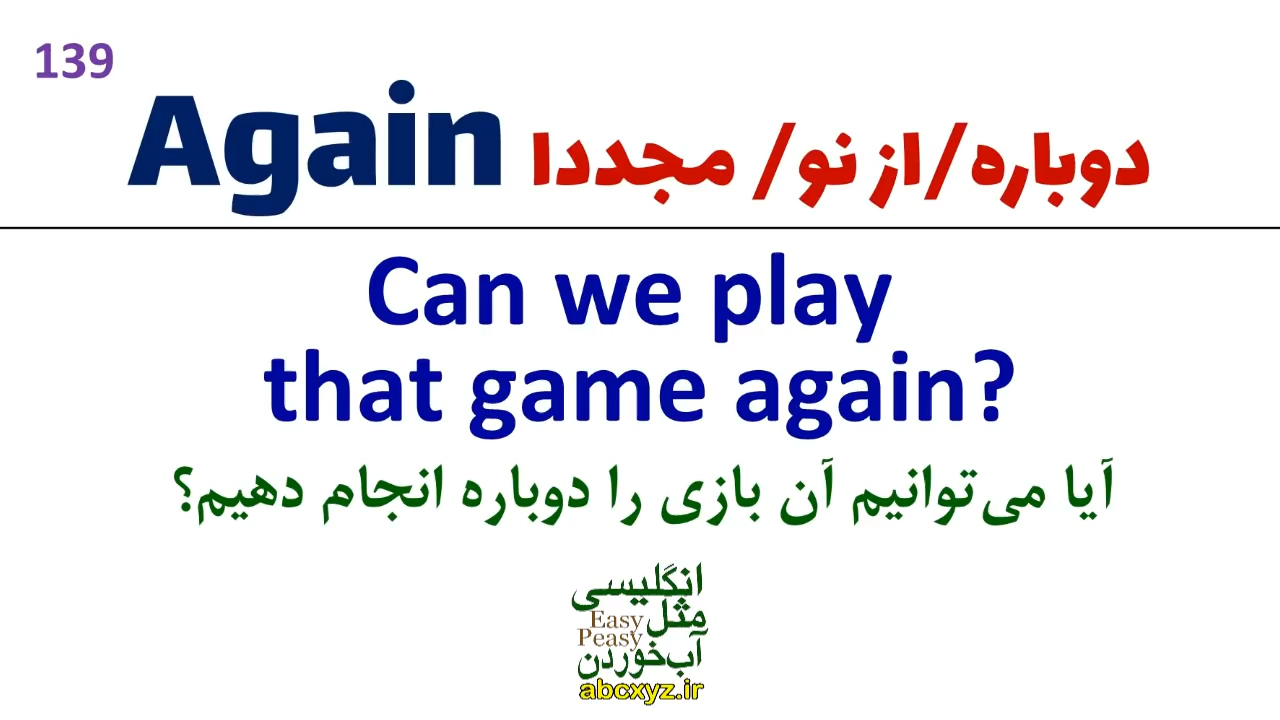 139
Again دوباره/از نو/ مجددا
Can we play
that game again?
آیا می‌توانیم آن بازی را دوباره انجام دهیم؟
انگلیسی
مثل
Easy
Peasy
آب‌خوردن
abcxyz.ir